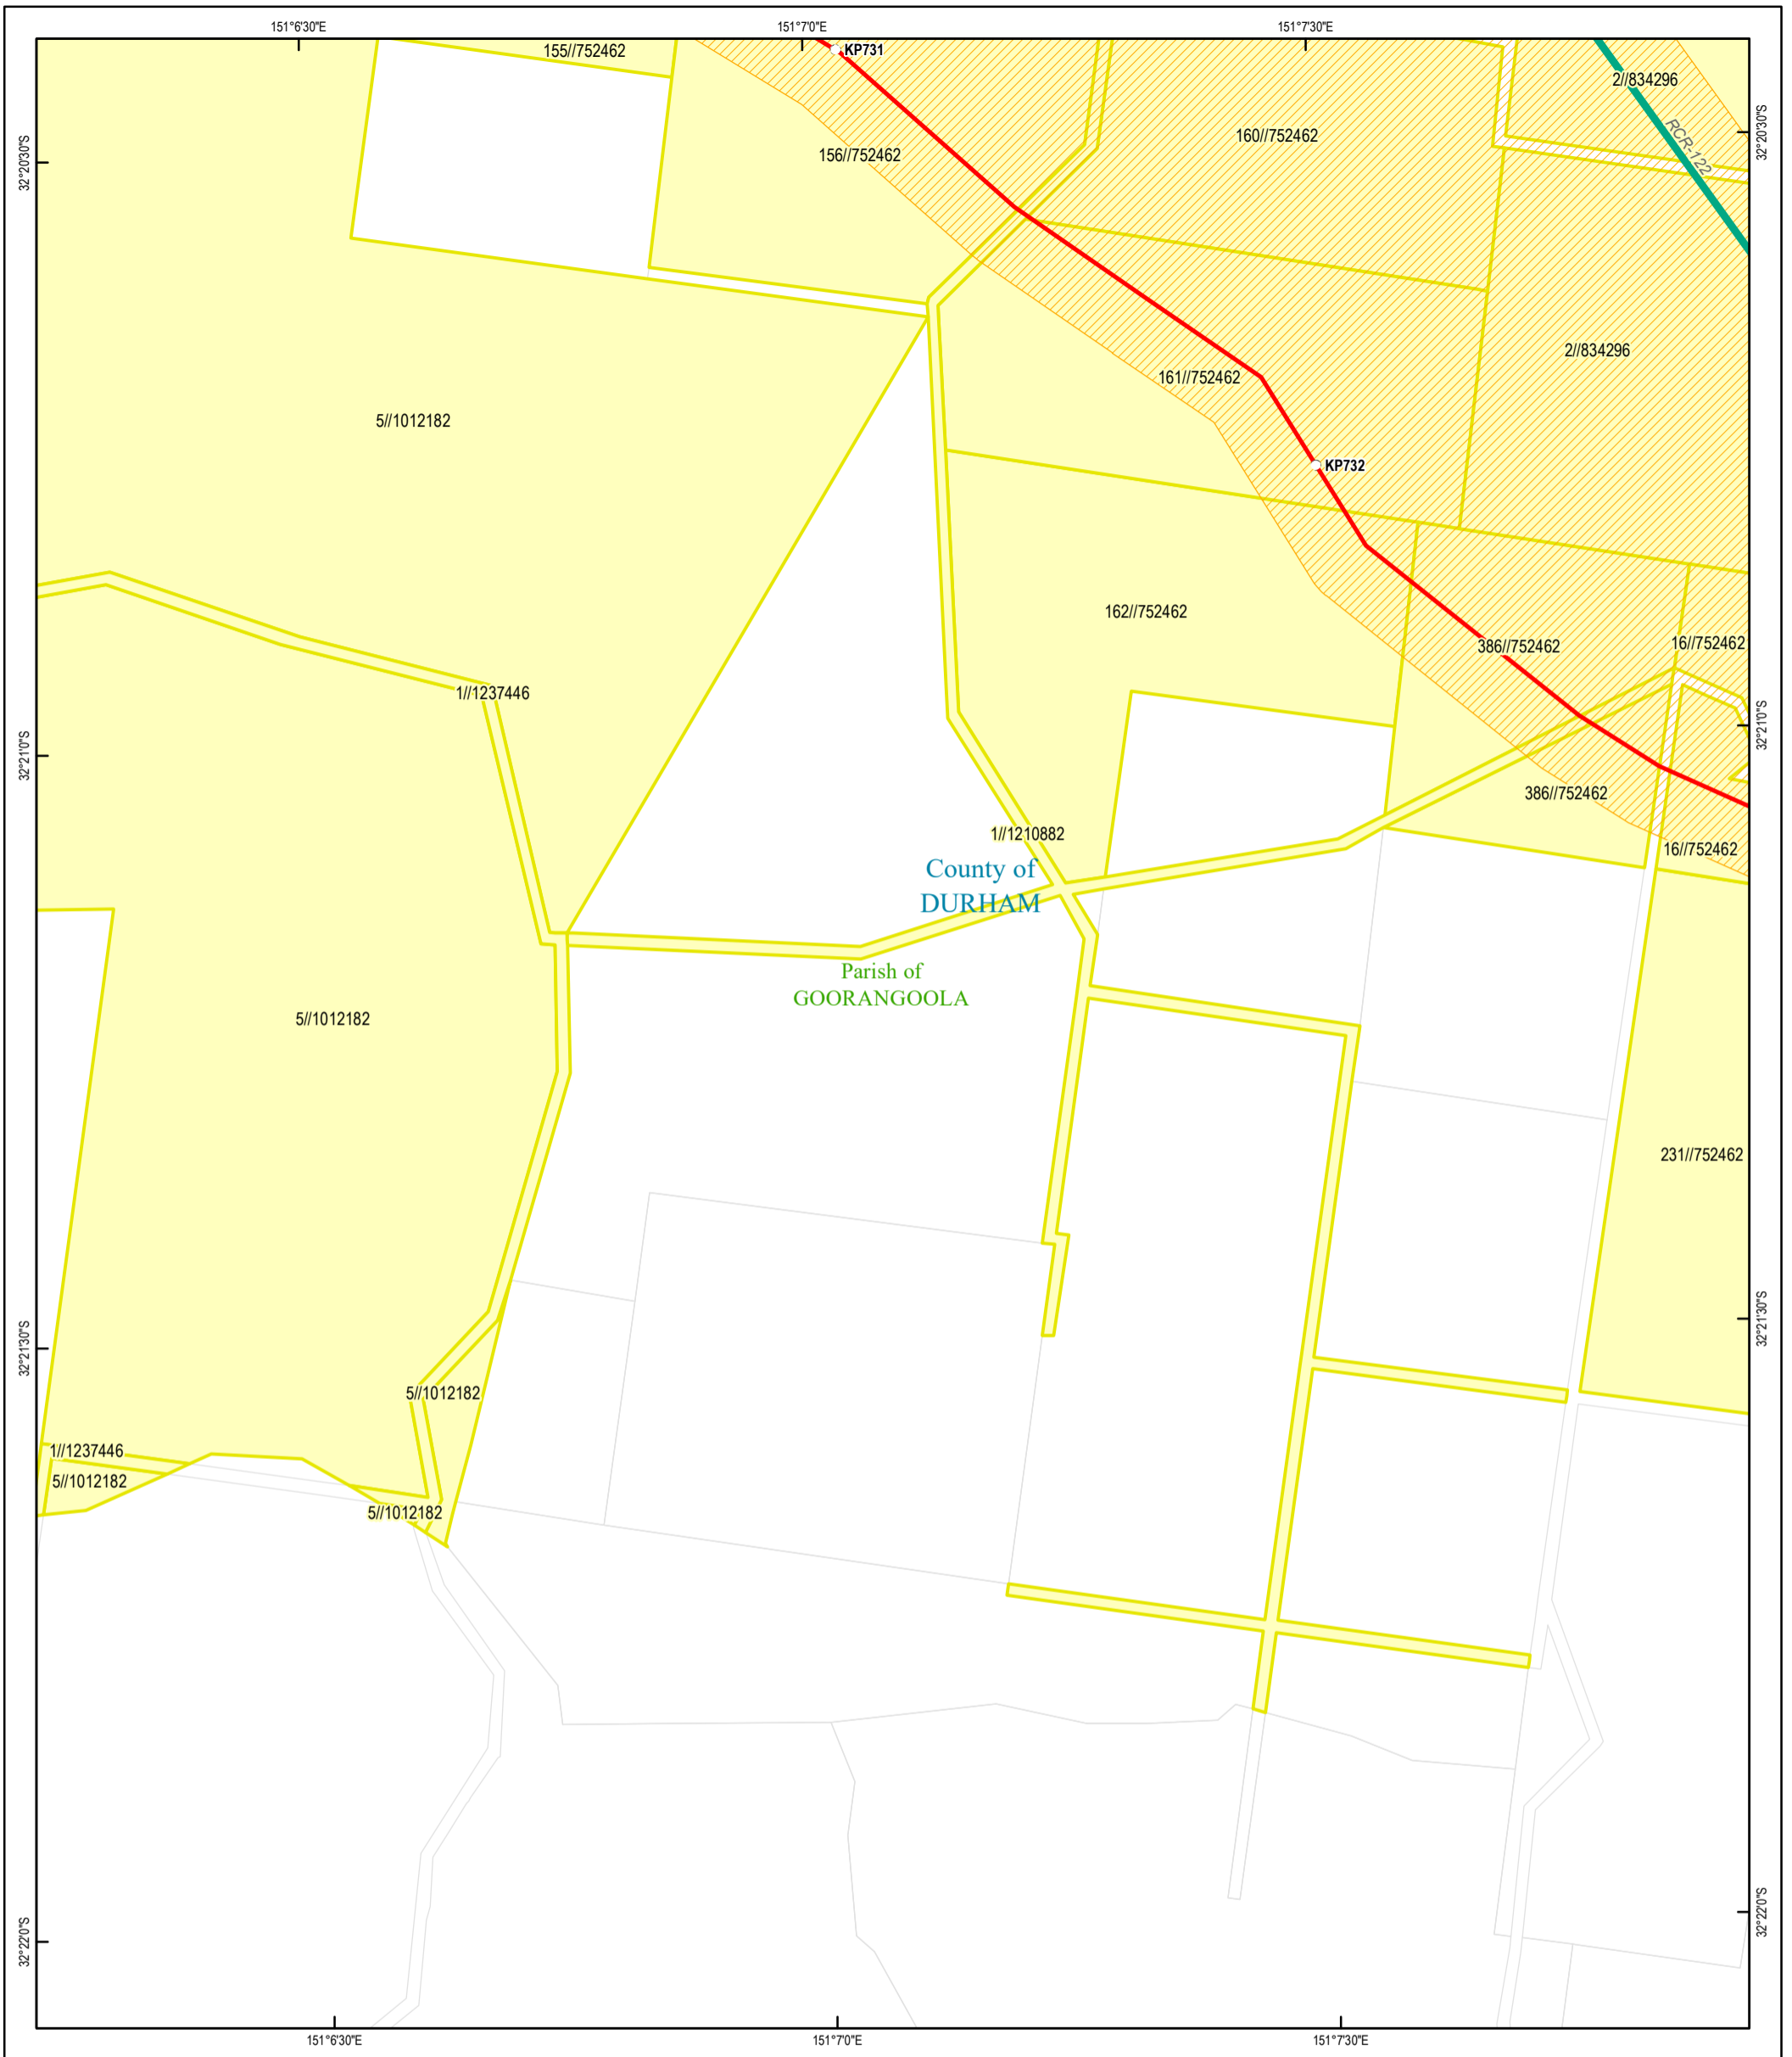 151°6'30"E
151°7'0"E
151°7'30"E
155//752462
KP731
2//834296
32°20'30"S
32°20'30"S
160//752462
RCR-122
156//752462
2//834296
161//752462
5//1012182
KP732
162//752462
386//752462
16//752462
1//1237446
32°21'0"S
32°21'0"S
386//752462
1//1210882
16//752462
County of
DURHAM
Parish of
GOORANGOOLA
5//1012182
231//752462
32°21'30"S
32°21'30"S
5//1012182
1//1237446
5//1012182
5//1012182
32°22'0"S
32°22'0"S
151°6'30"E
151°7'0"E
151°7'30"E